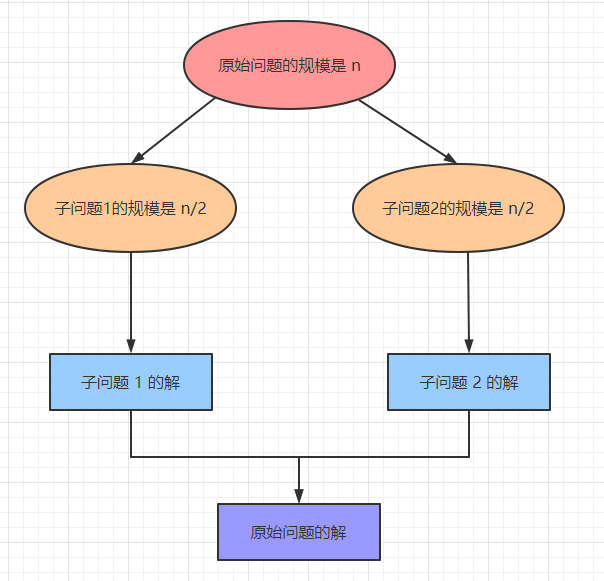 原始问题的规模是 n
子问题1的规模是 n/2
子问题2的规模是 n/2
子问题 1 的解
子问题 2 的解
原始问题的解